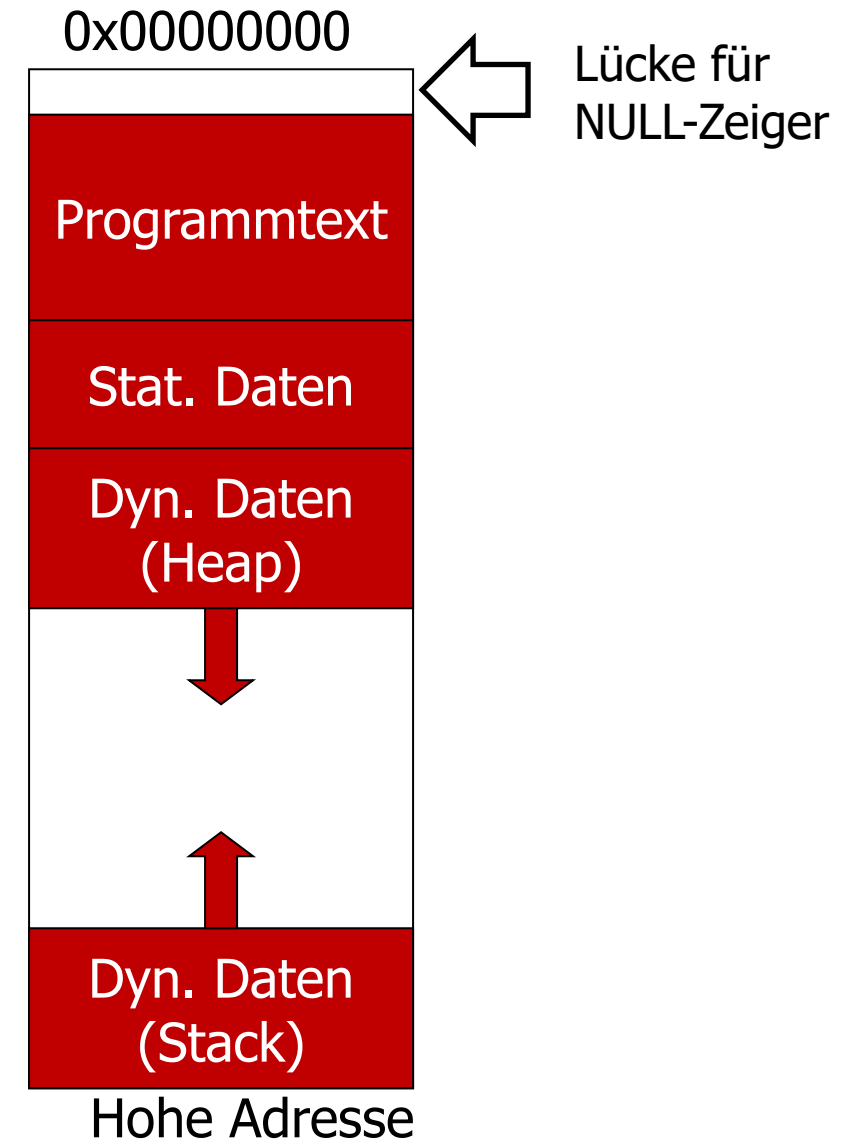 0x00000000
Lücke für
NULL-Zeiger
Programmtext
Stat. Daten
Dyn. Daten
(Heap)
Dyn. Daten
(Stack)
Hohe Adresse